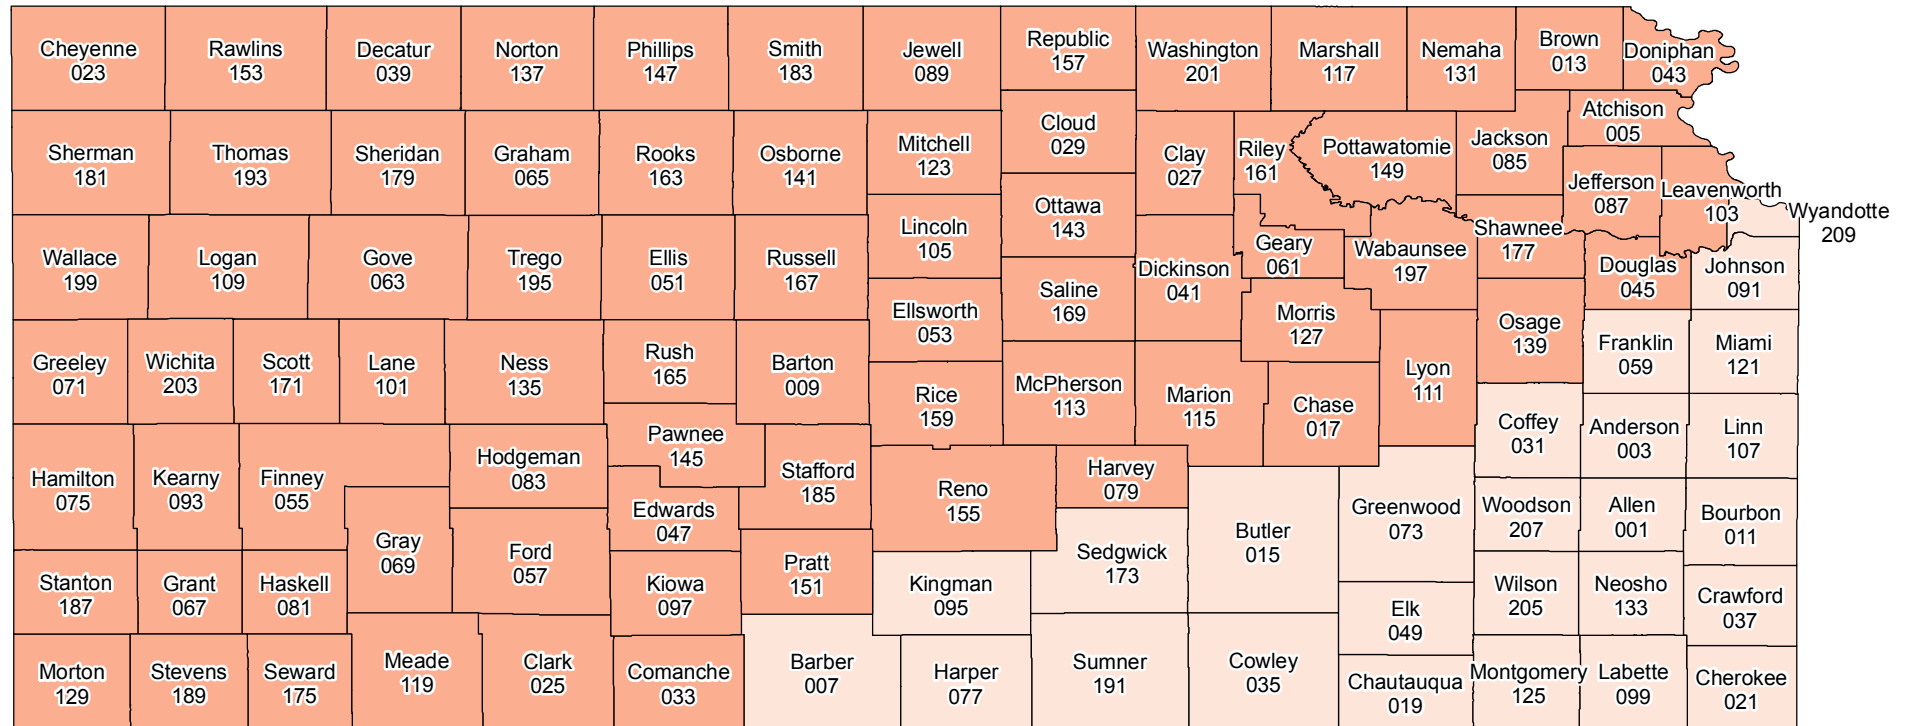 Cheyenne
023
Rawlins
153
Decatur
039
Norton
137
Phillips
147
Smith
183
Jewell
089
Republic
157
Washington
201
Marshall
117
Nemaha
131
Brown
013
Doniphan
043
Sherman
181
Thomas
193
Sheridan
179
Graham
065
Rooks
163
Osborne
141
Mitchell
123
Cloud
029
Clay
027
Riley
161
Pottawatomie
149
Jackson
085
Atchison
005
Jefferson
087
Leavenworth
103
Wyandotte
209
Wallace
199
Logan
109
Gove
063
Trego
195
Ellis
051
Russell
167
Lincoln
105
Ottawa
143
Dickinson
041
Geary
061
Wabaunsee
197
Shawnee
177
Douglas
045
Johnson
091
Ellsworth
053
Saline
169
Morris
127
Osage
139
Franklin
059
Miami
121
Greeley
071
Wichita
203
Scott
171
Lane
101
Ness
135
Rush
165
Barton
009
Rice
159
McPherson
113
Marion
115
Chase
017
Lyon
111
Coffey
031
Anderson
003
Linn
107
Hamilton
075
Kearny
093
Finney
055
Hodgeman
083
Pawnee
145
Stafford
185
Reno
155
Harvey
079
Greenwood
073
Woodson
207
Allen
001
Bourbon
011
Gray
069
Ford
057
Edwards
047
Pratt
151
Kingman
095
Sedgwick
173
Butler
015
Stanton
187
Grant
067
Haskell
081
Kiowa
097
Elk
049
Wilson
205
Neosho
133
Crawford
037
Morton
129
Stevens
189
Seward
175
Meade
119
Clark
025
Comanche
033
Barber
007
Harper
077
Sumner
191
Cowley
035
Chautauqua
019
Montgomery
125
Labette
099
Cherokee
021